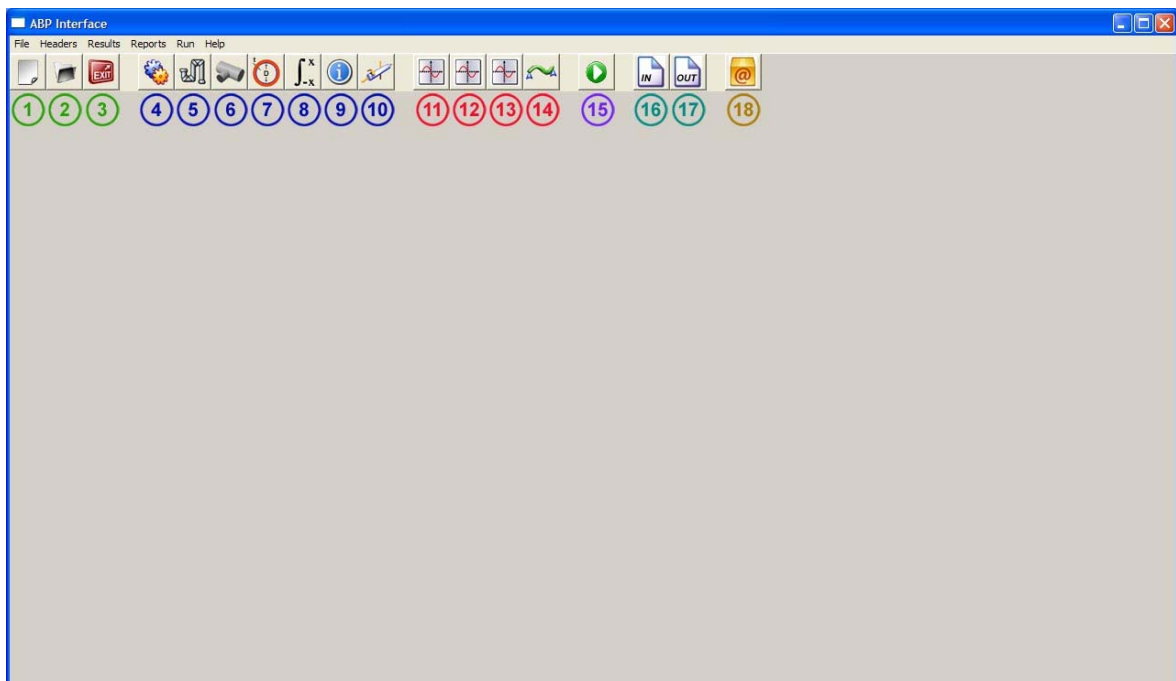 ABP Interface
File Headers Results Reports Run Help
EXIT x -x i IN OUT @
1 2 3 4 5 6 7 8 9 10 11 12 13 14 15 16 17 18